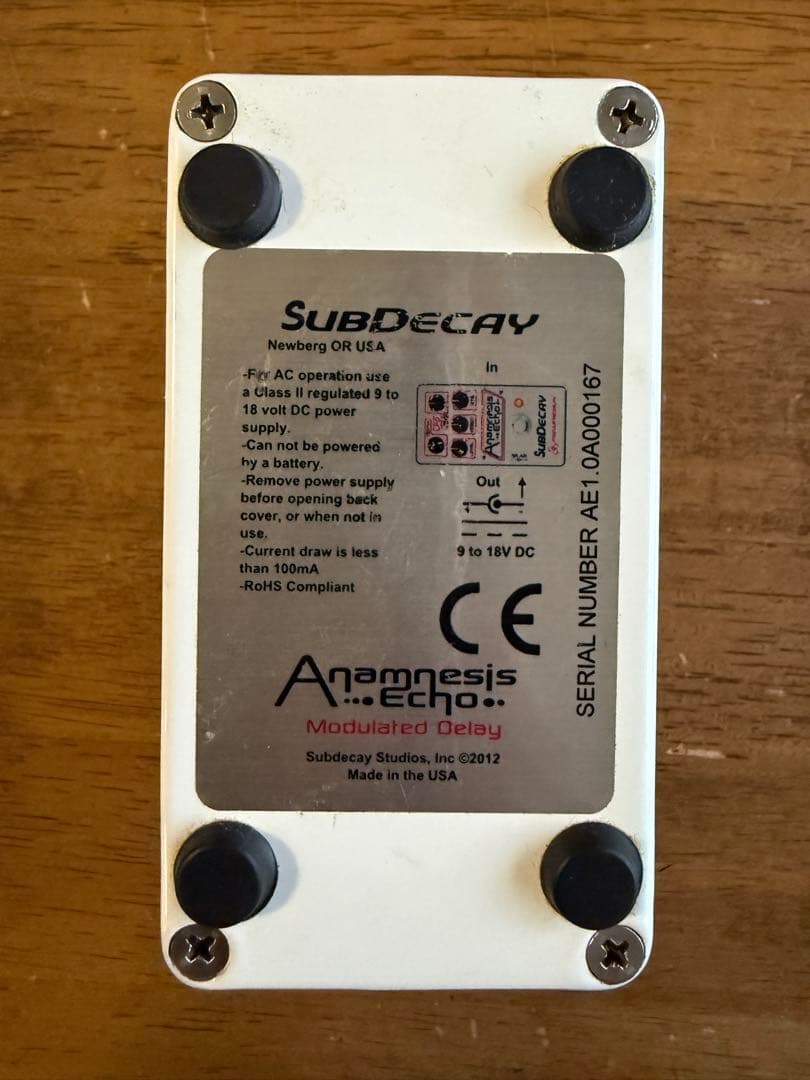 SUBDECAY
Newberg OR USA
-For AC operation use
a Class II regulated 9 to
18 volt DC power
supply.
-Can not be powered
by a battery.
-Remove power supply
before opening back
cover, or when not in
use.
-Current draw is less
than 100mA
-RoHS Compliant
In
Anamnesis
Echo
SUBDECAY
Out
9 to 18V DC
CE
SERIAL NUMBER AE1.0A000167
Anamnesis
Echo
Modulated Delay
Subdecay Studios, Inc ©2012
Made in the USA